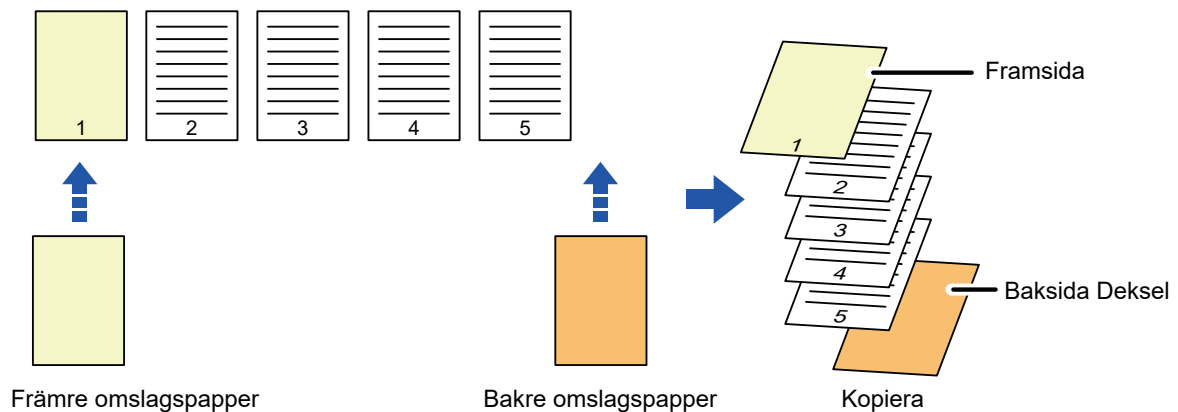 1 2 3 4 5
Framsida
1
2
3
4
5
Baksida Deksel
Främre omslagspapper Bakre omslagspapper Kopiera